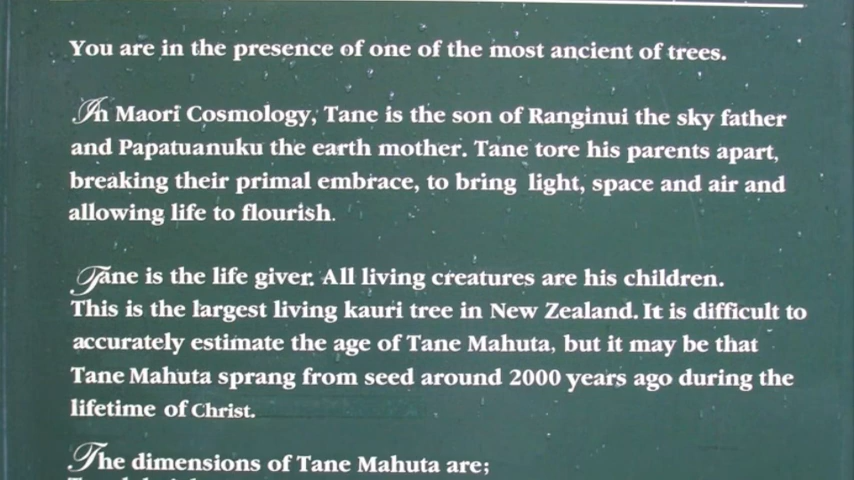 You are in the presence of one of the most ancient of trees.
In Maori Cosmology, Tane is the son of Ranginui the sky father
and Papatuanuku the earth mother. Tane tore his parents apart,
breaking their primal embrace, to bring light, space and air and
allowing life to flourish.
Tane is the life giver. All living creatures are his children.
This is the largest living kauri tree in New Zealand. It is difficult to
accurately estimate the age of Tane Mahuta, but it may be that
Tane Mahuta sprang from seed around 2000 years ago during the
lifetime of Christ.
The dimensions of Tane Mahuta are;